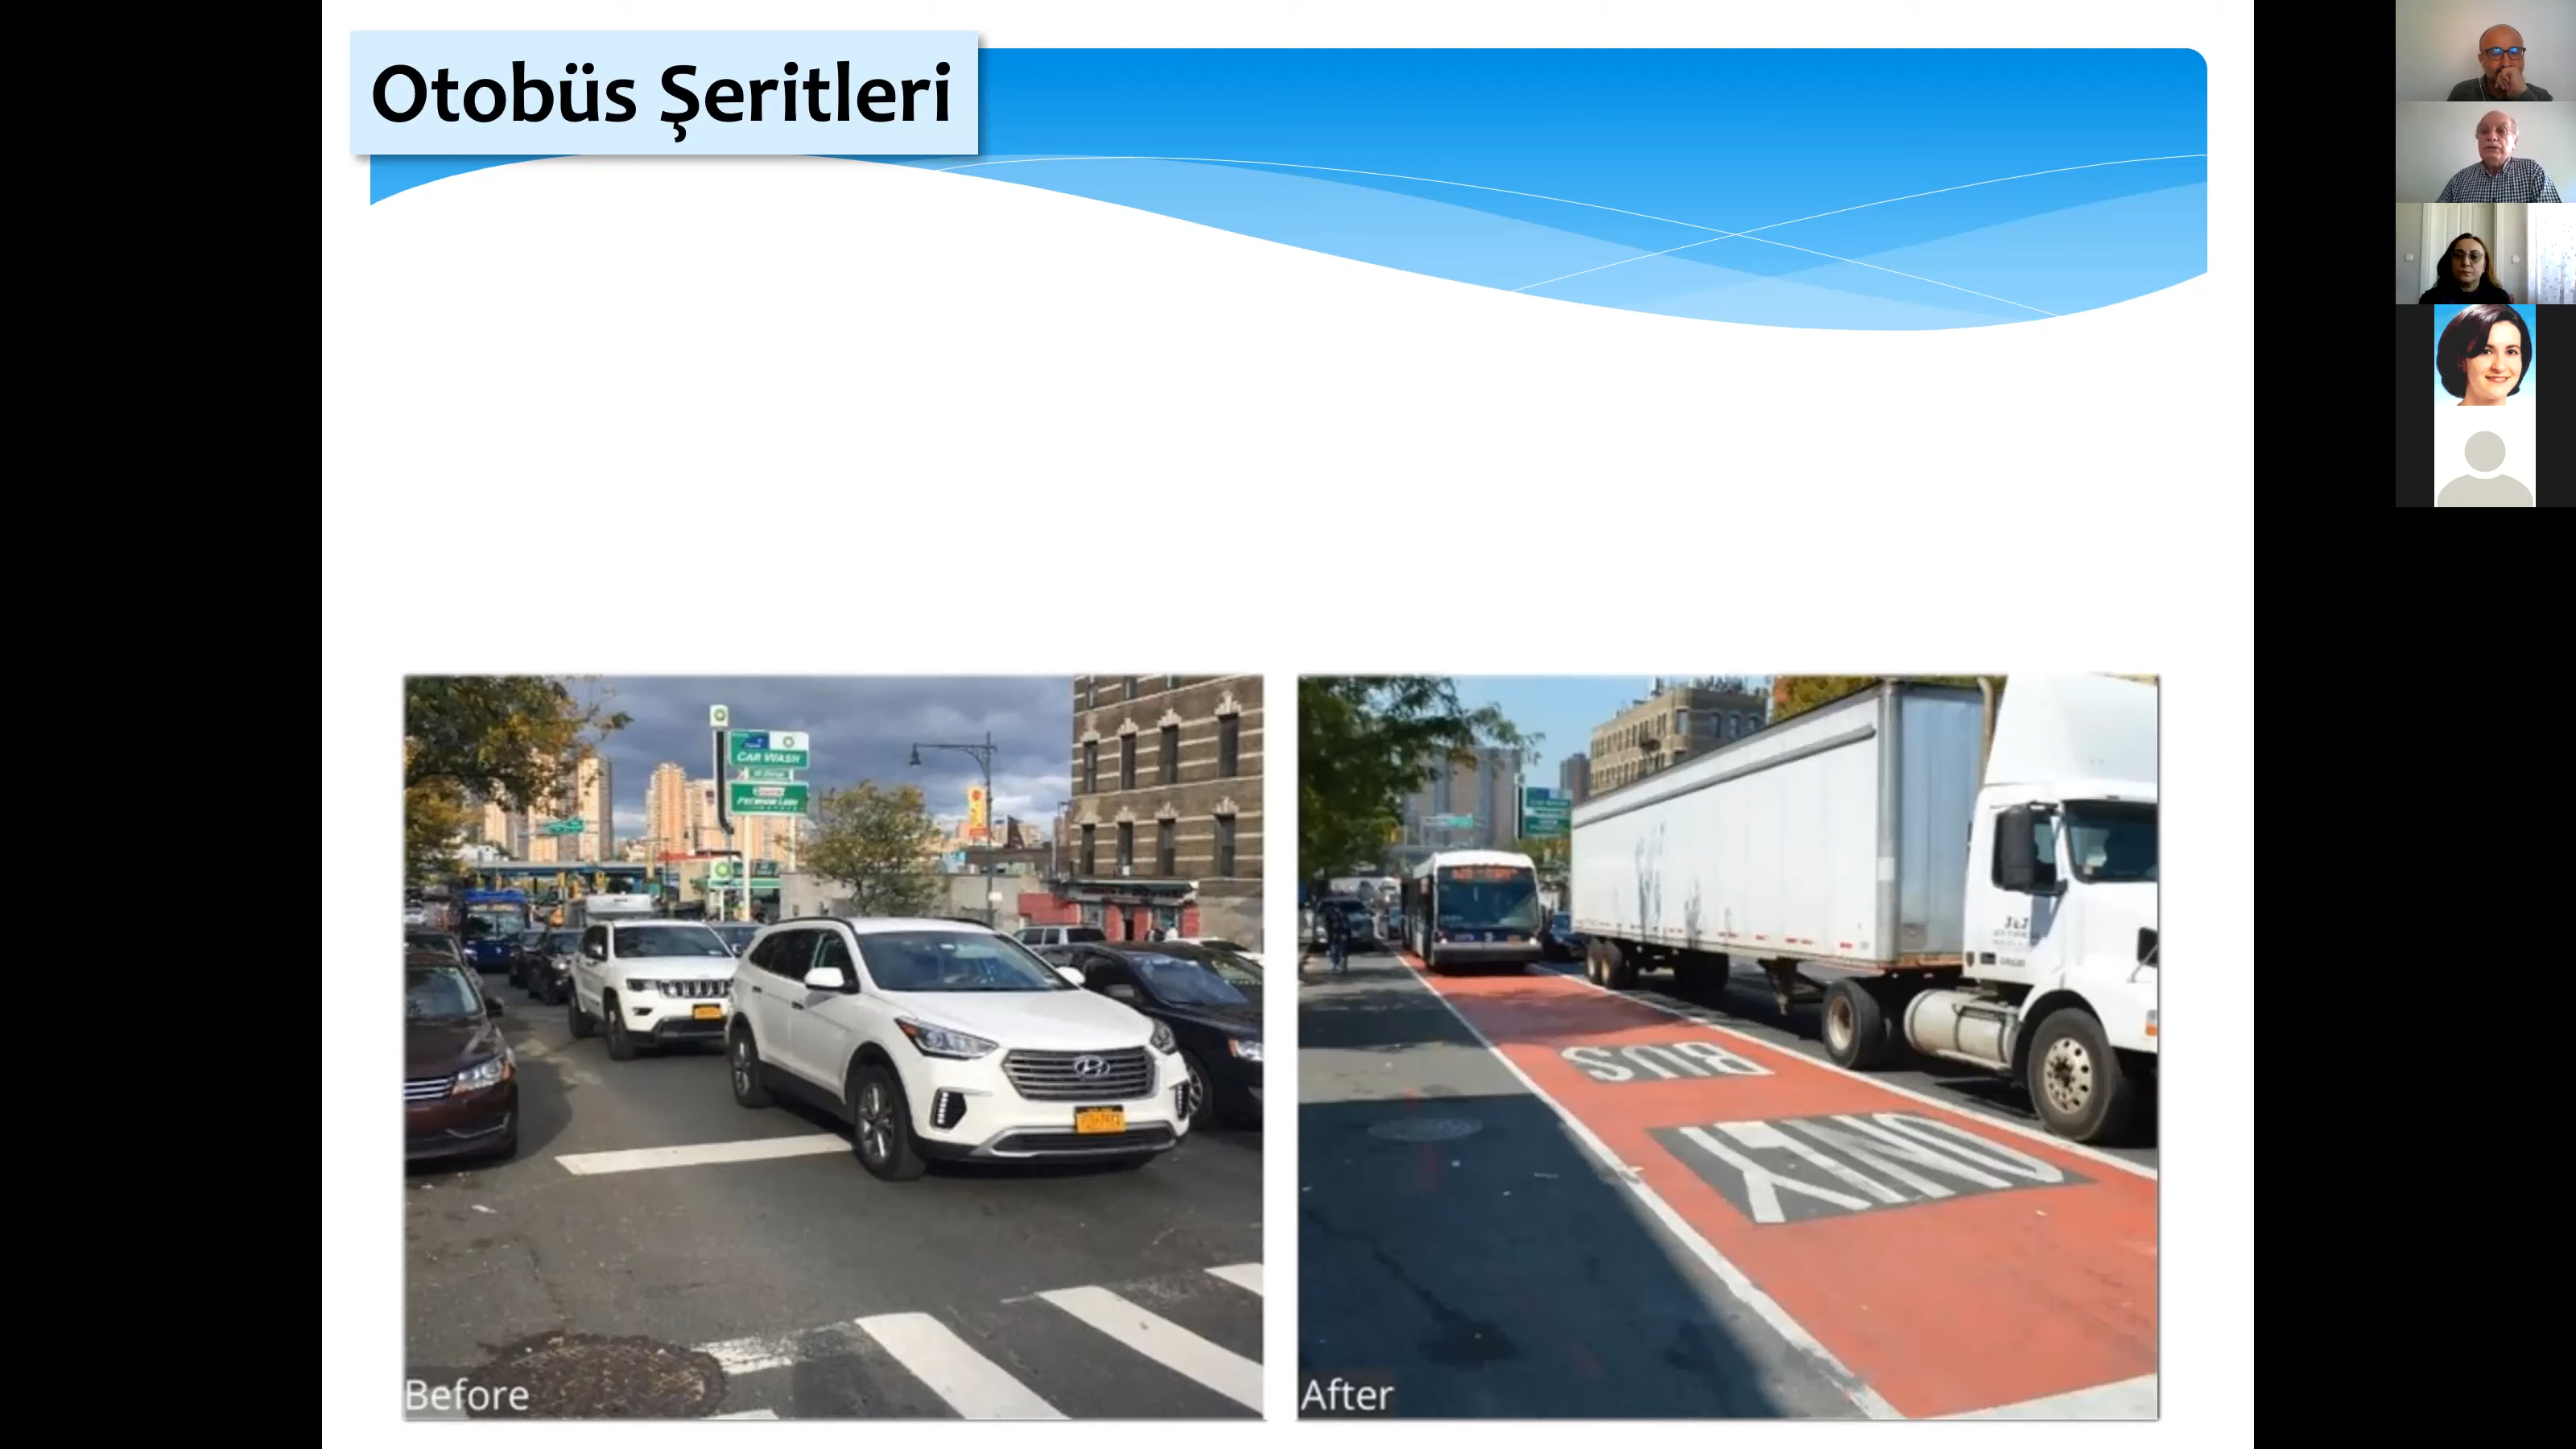 Otobüs Şeritleri
CAR WASH
Before
BUS
ONLY
J&J
After